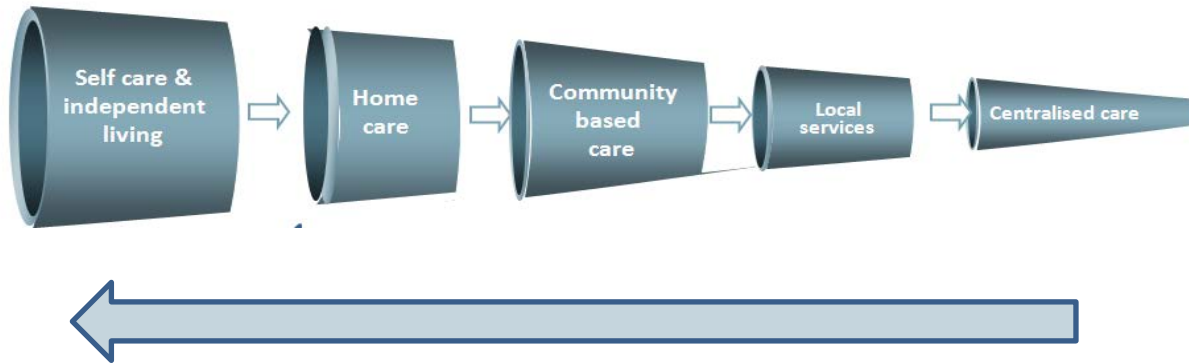 Self care &
independent
living
Home
care
Community
based
care
Local
services
Centralised care